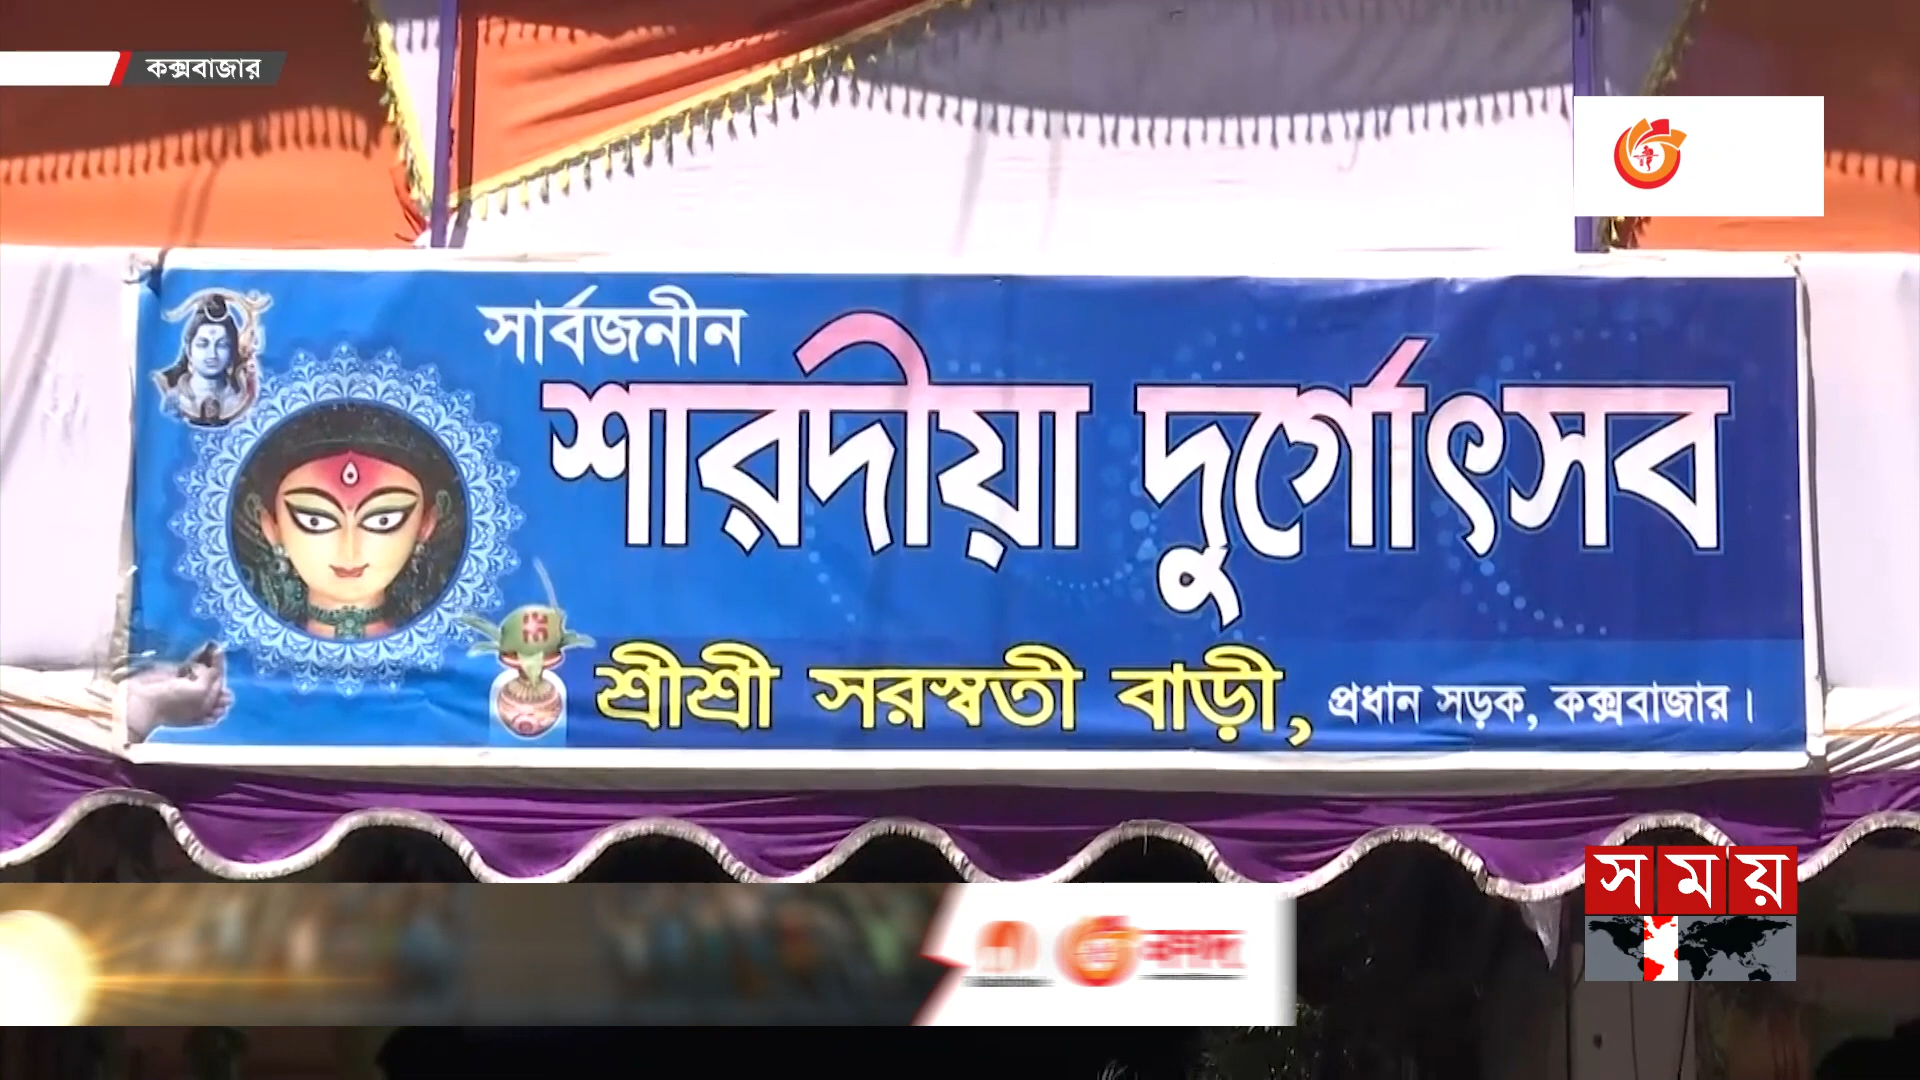 কক্সবাজার
সার্বজনীন
শারদীয়া দুর্গোৎসব
শ্রীশ্রী সরস্বতী বাড়ী, প্রধান সড়ক, কক্সবাজার।
সময়